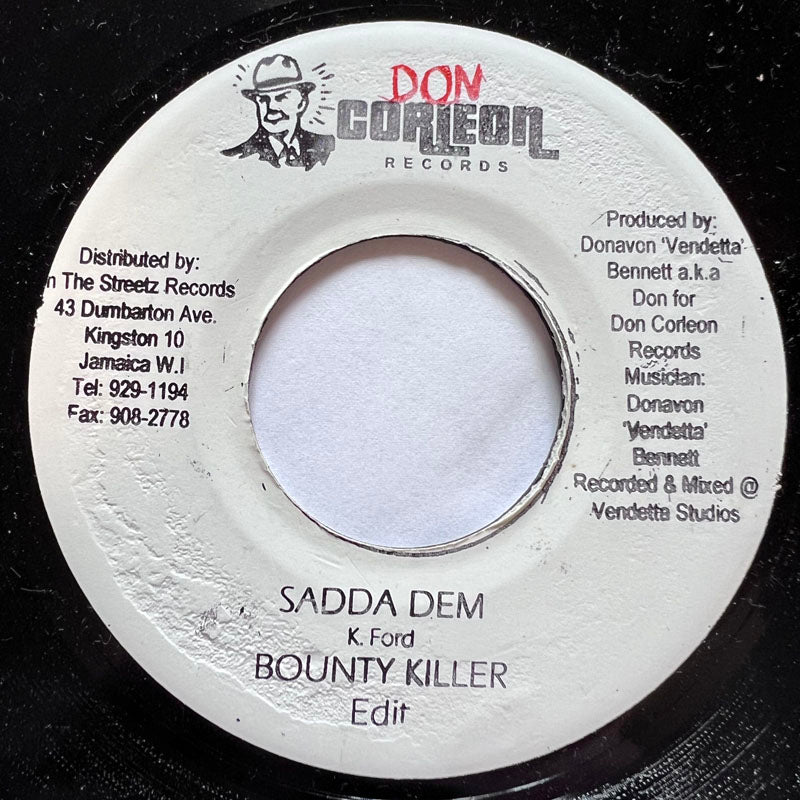 DON
CORLEON
RECORDS
Distributed by:
n The Streetz Records
43 Dumbarton Ave.
Kingston 10
Jamaica W.I
Tel: 929-1194
Fax: 908-2778
Produced by:
Donavon 'Vendetta'
Bennett a.k.a
Don for
Don Corleon
Records
Musician:
Donavon
'Vendetta'
Bennett
Recorded & Mixed @
Vendetta Studios
SADDA DEM
K. Ford
BOUNTY KILLER
Edit